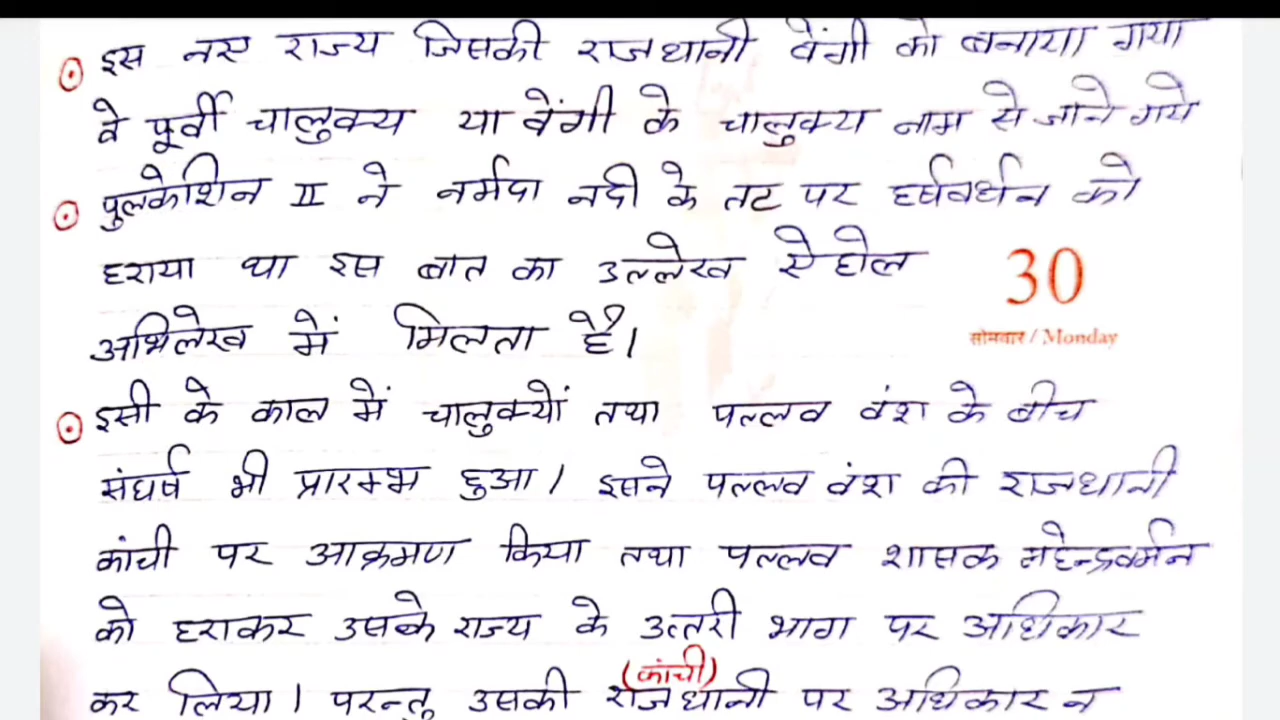 इस नए राज्य जिसकी राजधानी वेंगी को बनाया गया
वे पूर्वी चालुक्य या वेंगी के चालुक्य नाम से जाने गये
पुलकेशिन II ने नर्मदा नदी के तट पर हर्षवर्धन को
हराया था इस बात का उल्लेख ऐहोल
30
अभिलेख में मिलता है।
सोमवार / Monday
इसी के काल में चालुक्यों तथा पल्लव वंश के बीच
संघर्ष भी प्रारम्भ हुआ। इसने पल्लव वंश की राजधानी
कांची पर आक्रमण किया तथा पल्लव शासक महेन्द्रवर्मन
को हराकर उसके राज्य के उत्तरी भाग पर अधिकार
(कांची)
कर लिया। परन्तु उसकी राजधानी पर अधिकार न